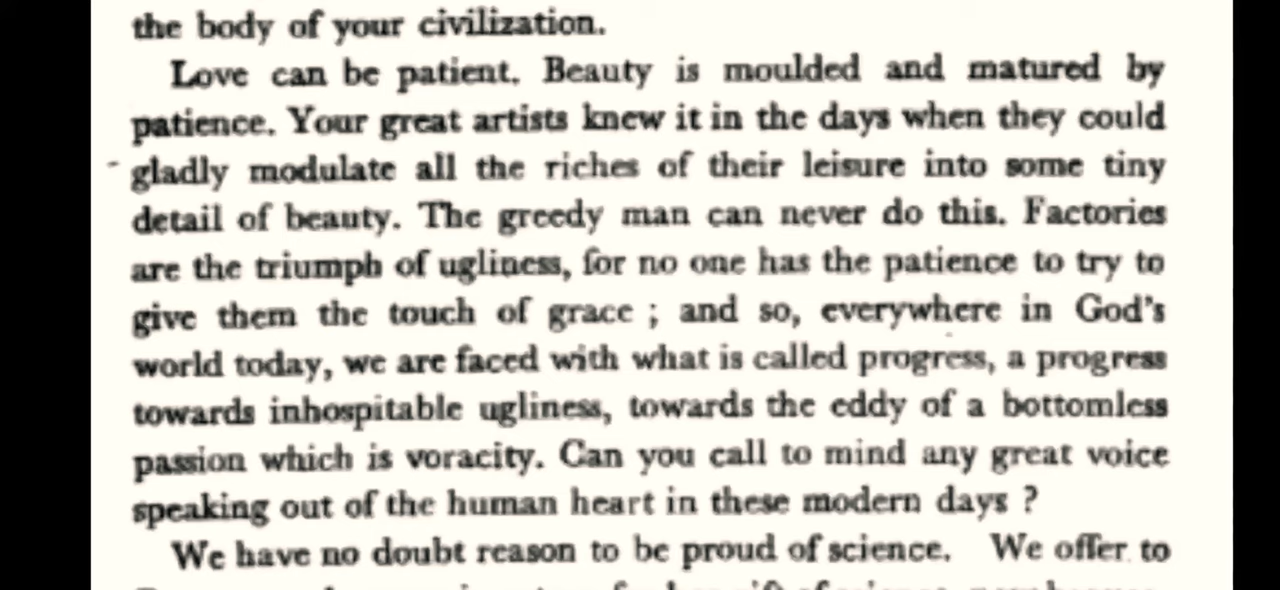 the body of your civilization.
Love can be patient. Beauty is moulded and matured by
patience. Your great artists knew it in the days when they could
gladly modulate all the riches of their leisure into some tiny
detail of beauty. The greedy man can never do this. Factories
are the triumph of ugliness, for no one has the patience to try to
give them the touch of grace ; and so, everywhere in God's
world today, we are faced with what is called progress, a progress
towards inhospitable ugliness, towards the eddy of a bottomless
passion which is voracity. Can you call to mind any great voice
speaking out of the human heart in these modern days ?
We have no doubt reason to be proud of science. We offer to